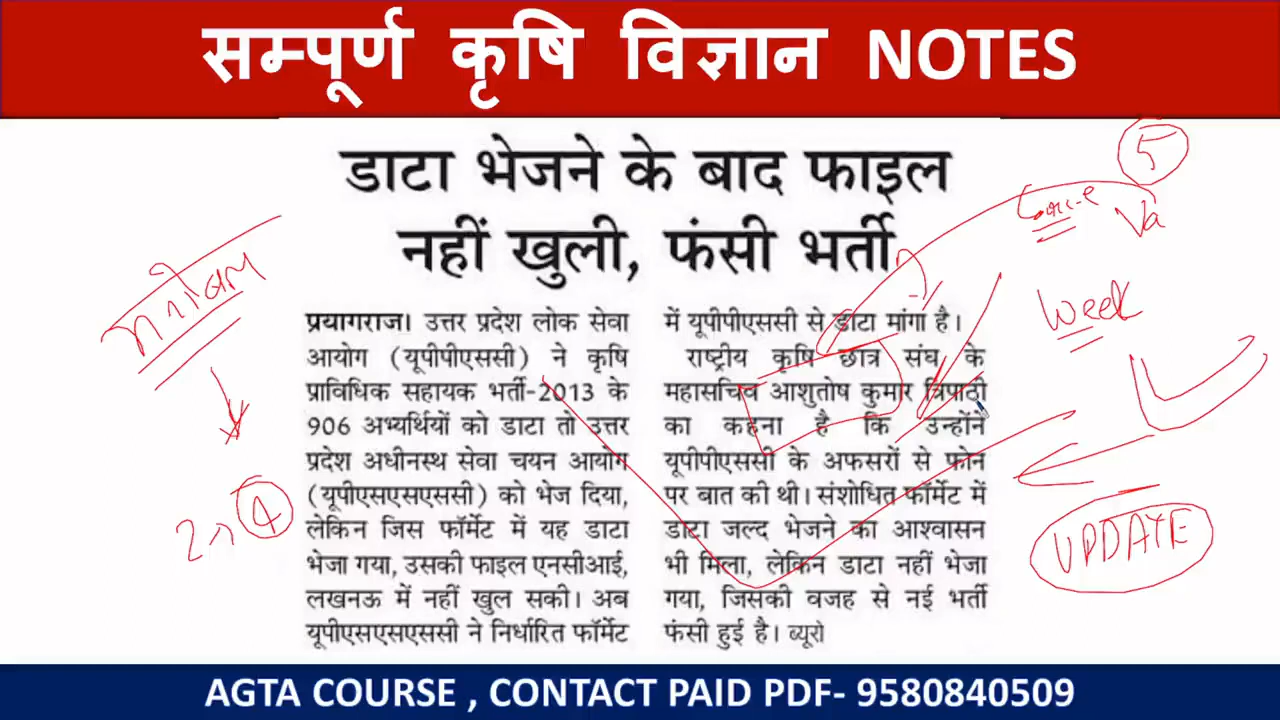 सम्पूर्ण कृषि विज्ञान NOTES
डाटा भेजने के बाद फाइल
नहीं खुली, फंसी भर्ती
प्रयागराज। उत्तर प्रदेश लोक सेवा
आयोग (यूपीपीएससी) ने कृषि
प्राविधिक सहायक भर्ती-2013 के
906 अभ्यर्थियों को डाटा तो उत्तर
प्रदेश अधीनस्थ सेवा चयन आयोग
(यूपीएसएसएससी) को भेज दिया,
लेकिन जिस फॉर्मेट में यह डाटा
भेजा गया, उसकी फाइल एनसीआई,
लखनऊ में नहीं खुल सकी। अब
यूपीएसएसएससी ने निर्धारित फॉर्मेट
में यूपीपीएससी से डाटा मांगा है।
राष्ट्रीय कृषि छात्र संघ के
महासचिव आशुतोष कुमार त्रिपाठी
का कहना है कि उन्होंने
यूपीपीएससी के अफसरों से फोन
पर बात की थी। संशोधित फॉर्मेट में
डाटा जल्द भेजने का आश्वासन
भी मिला, लेकिन डाटा नहीं भेजा
गया, जिसकी वजह से नई भर्ती
फंसी हुई है। ब्यूरो
5
Week
4
UPDATE
AGTA COURSE , CONTACT PAID PDF- 9580840509